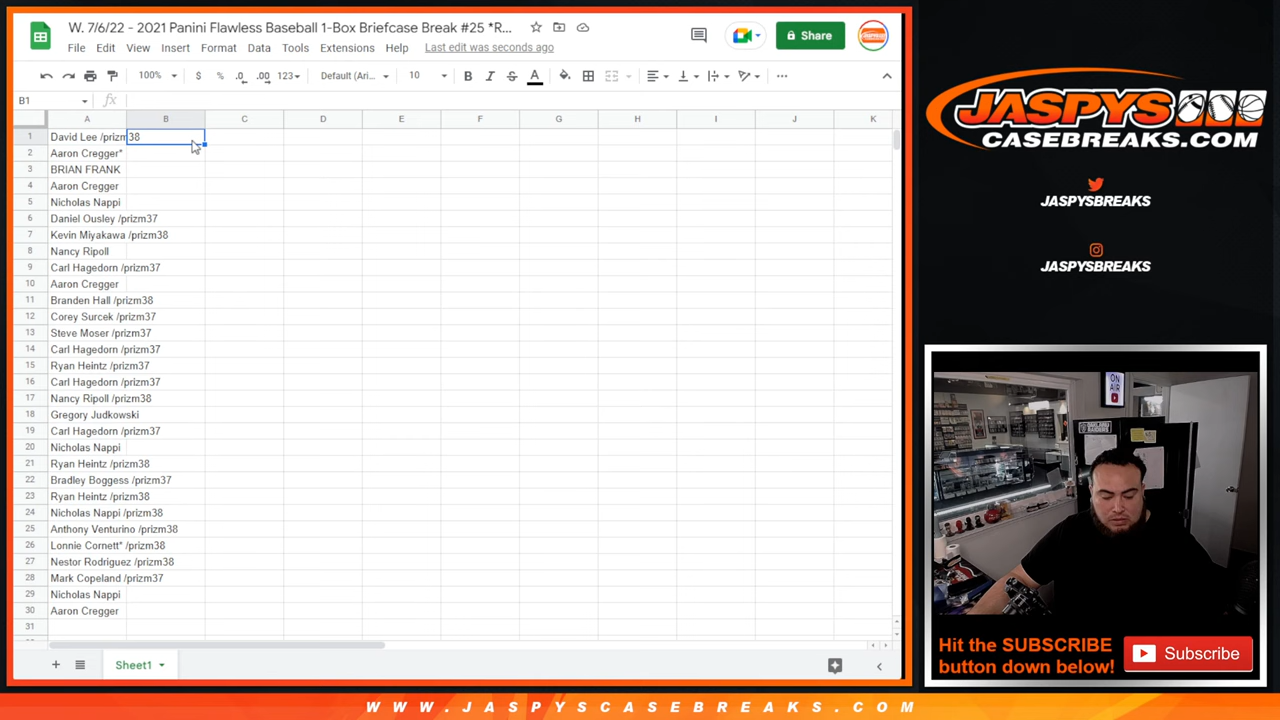 W. 7/6/22 - 2021 Panini Flawless Baseball 1-Box Briefcase Break #25 *R...
File Edit View Insert Format Data Tools Extensions Help Last edit was seconds ago
Share
100% $ % .0 .00 123 Default (Ari... 10 B I S A
B1 fx
A B C D E F G H I J K
1 David Lee /prizm38
2 Aaron Cregger*
3 BRIAN FRANK
4 Aaron Cregger
5 Nicholas Nappi
6 Daniel Ousley /prizm37
7 Kevin Miyakawa /prizm38
8 Nancy Ripoll
9 Carl Hagedorn /prizm37
10 Aaron Cregger
11 Branden Hall /prizm38
12 Corey Surcek /prizm37
13 Steve Moser /prizm37
14 Carl Hagedorn /prizm37
15 Ryan Heintz /prizm37
16 Carl Hagedorn /prizm37
17 Nancy Ripoll /prizm38
18 Gregory Judkowski
19 Carl Hagedorn /prizm37
20 Nicholas Nappi
21 Ryan Heintz /prizm38
22 Bradley Boggess /prizm37
23 Ryan Heintz /prizm38
24 Nicholas Nappi /prizm38
25 Anthony Venturino /prizm38
26 Lonnie Cornett* /prizm38
27 Nestor Rodriguez /prizm38
28 Mark Copeland /prizm37
29 Nicholas Nappi
30 Aaron Cregger
31
Sheet1
JASPYS
CASEBREAKS.COM
JASPYSBREAKS
JASPYSBREAKS
ON AIR
Hit the SUBSCRIBE
button down below!
Subscribe
WWW.JASPYSCASEBREAKS.COM